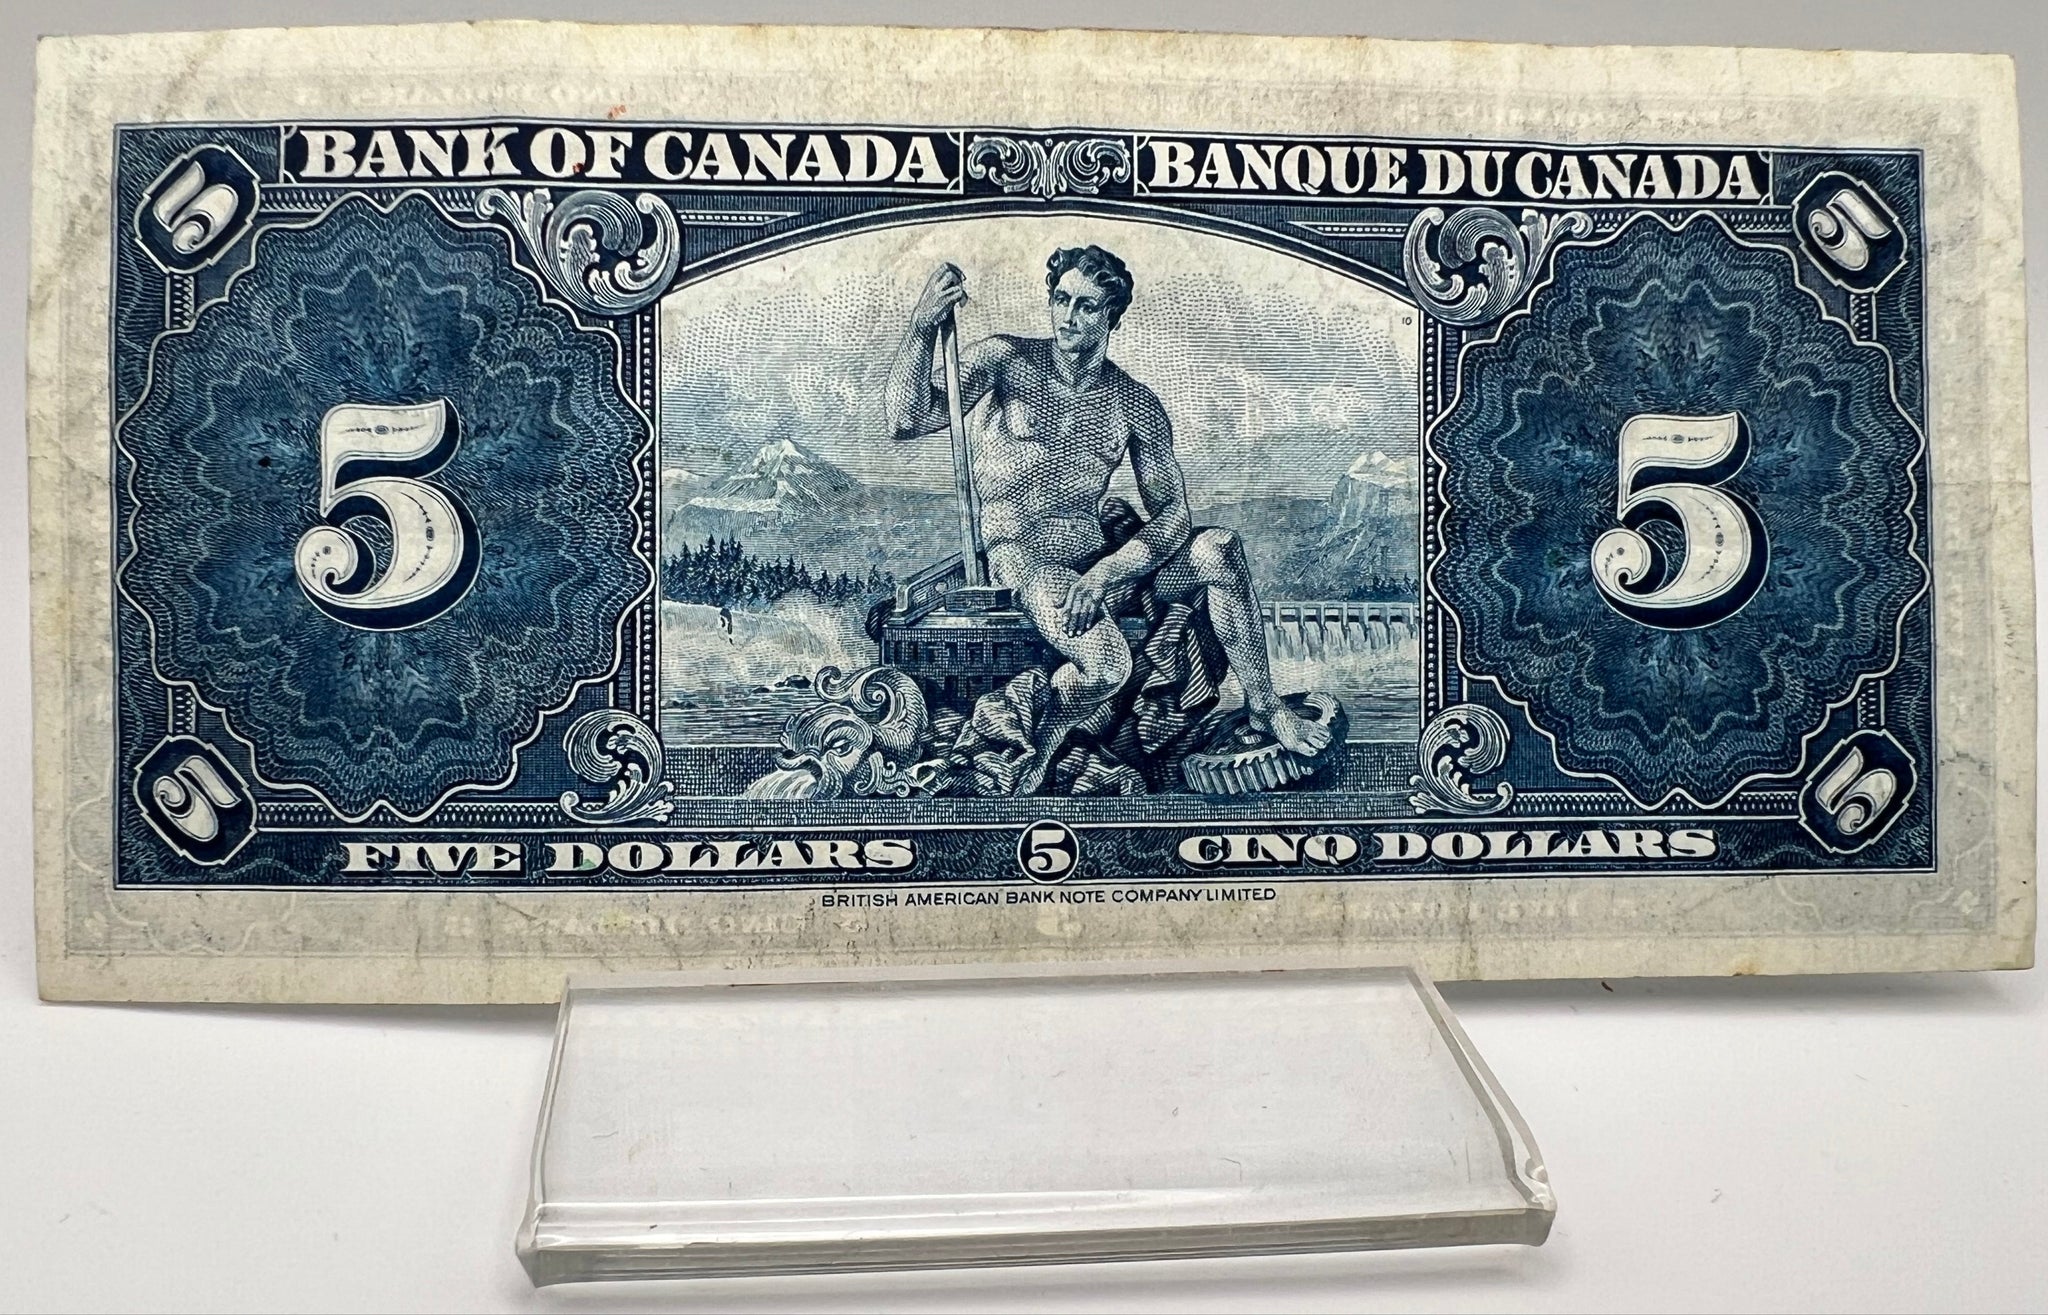 BANK OF CANADA BANQUE DU CANADA
5 5
10
5 5
5 5
FIVE DOLLARS 5 CINQ DOLLARS
BRITISH AMERICAN BANK NOTE COMPANY LIMITED